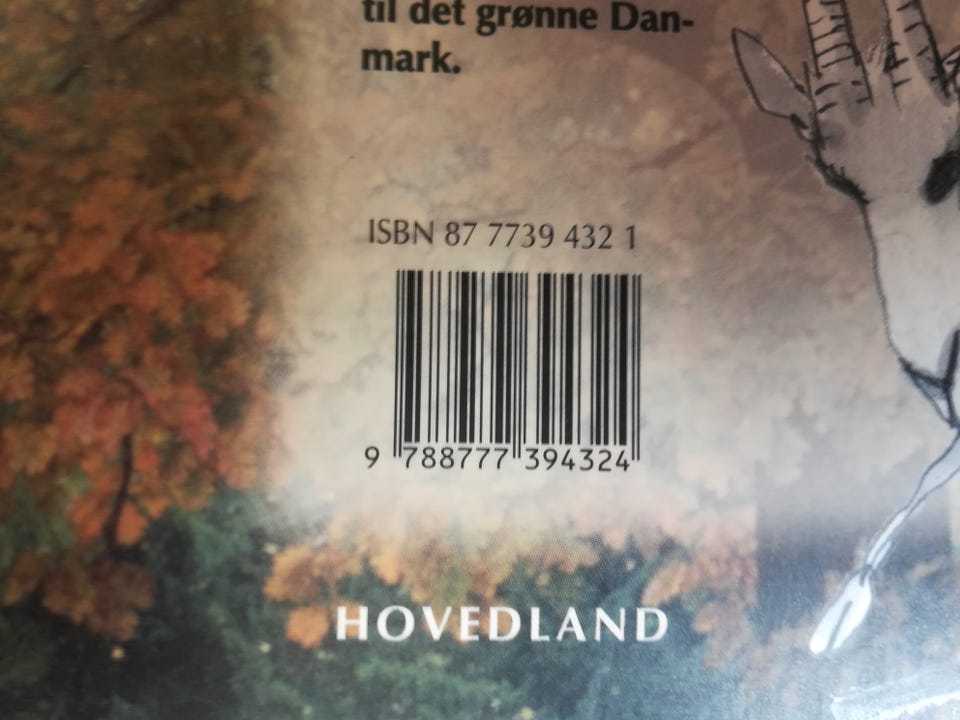 til det grønne Dan-
mark.
ISBN 87 7739 432 1
9 788777 394324
HOVEDLAND